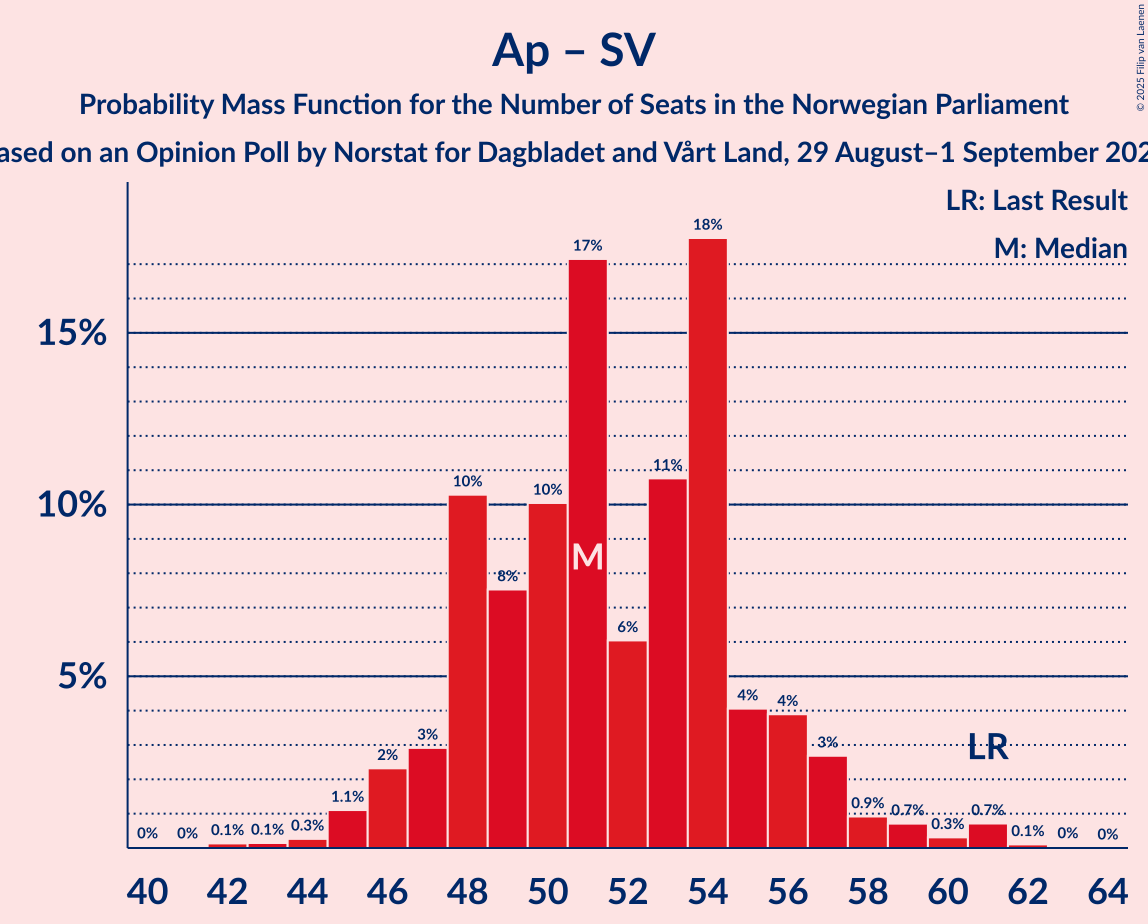 Ap – SV
Probability Mass Function for the Number of Seats in the Norwegian Parliament
on an Opinion Poll by Norstat for Dagbladet and Vårt Land, 29 August–1 September
© 2025 Filip van Laenen
LR: Last Result
M: Median
15%
10%
5%
0% 0% 0.1% 0.1% 0.3% 1.1% 2% 3% 10% 8% 10% 17% 6% 11% 18% 4% 4% 3% 0.9% 0.7% 0.3% 0.7% 0.1% 0% 0%
M
LR
40 42 44 46 48 50 52 54 56 58 60 62 64